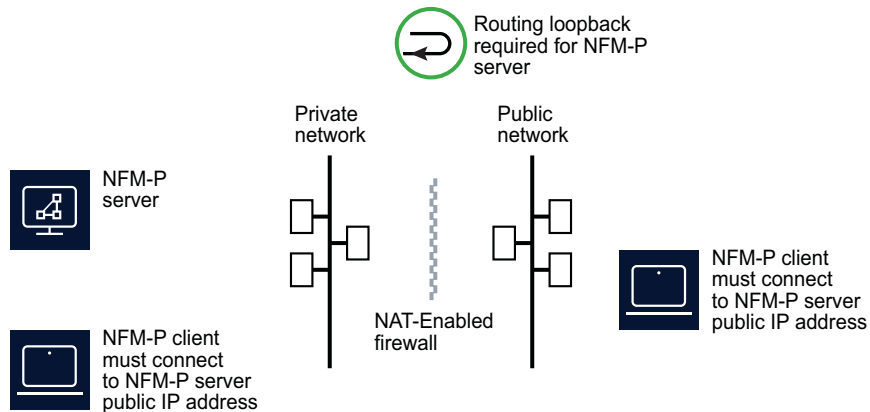 Routing loopback
required for NFM-P
server
Private
network
Public
network
NFM-P
server
NFM-P client
must connect
to NFM-P server
public IP address
NAT-Enabled
firewall
NFM-P client
must connect
to NFM-P server
public IP address